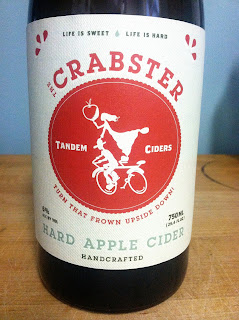 LIFE IS SWEET & LIFE IS HARD
THE
CRABSTER
TANDEM CIDERS
TURN THAT FROWN UPSIDE DOWN!
750ML
HARD APPLE CIDER
HANDCRAFTED